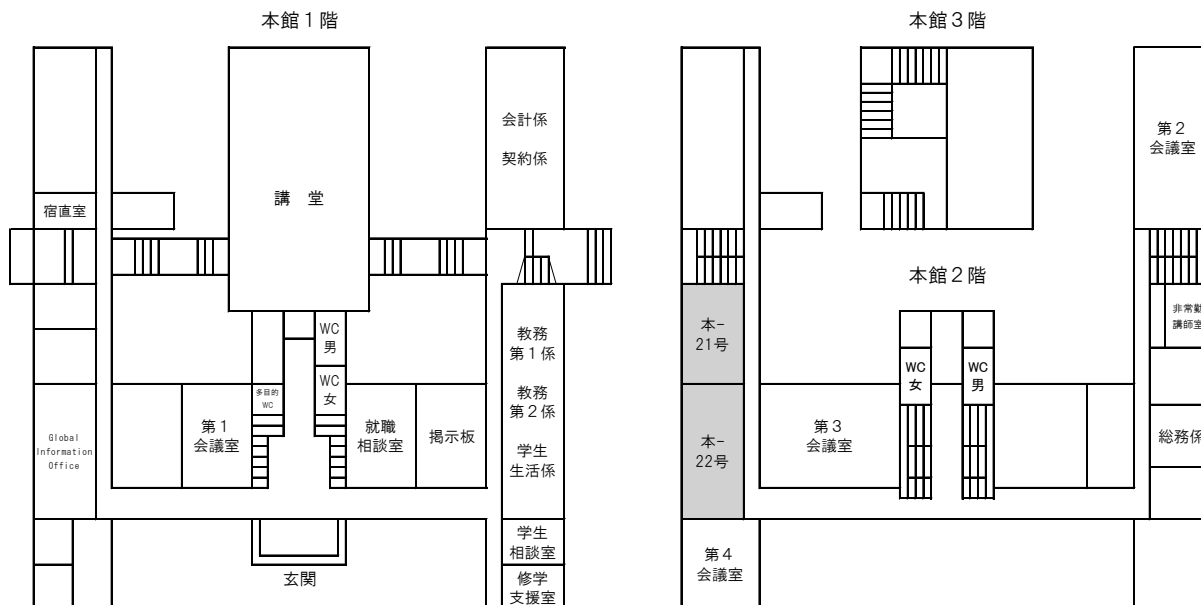 本館1階
会計係
契約係
講 堂
宿直室
WC
男
WC
女
多目的
WC
第1
会議室
就職
相談室
掲示板
Global
Information
Office
教務
第1係
教務
第2係
学生
生活係
学生
相談室
修学
支援室
玄関
本館3階
第2
会議室
本館2階
本-
21号
非常勤
講師室
WC
女
WC
男
第3
会議室
本-
22号
総務係
第4
会議室